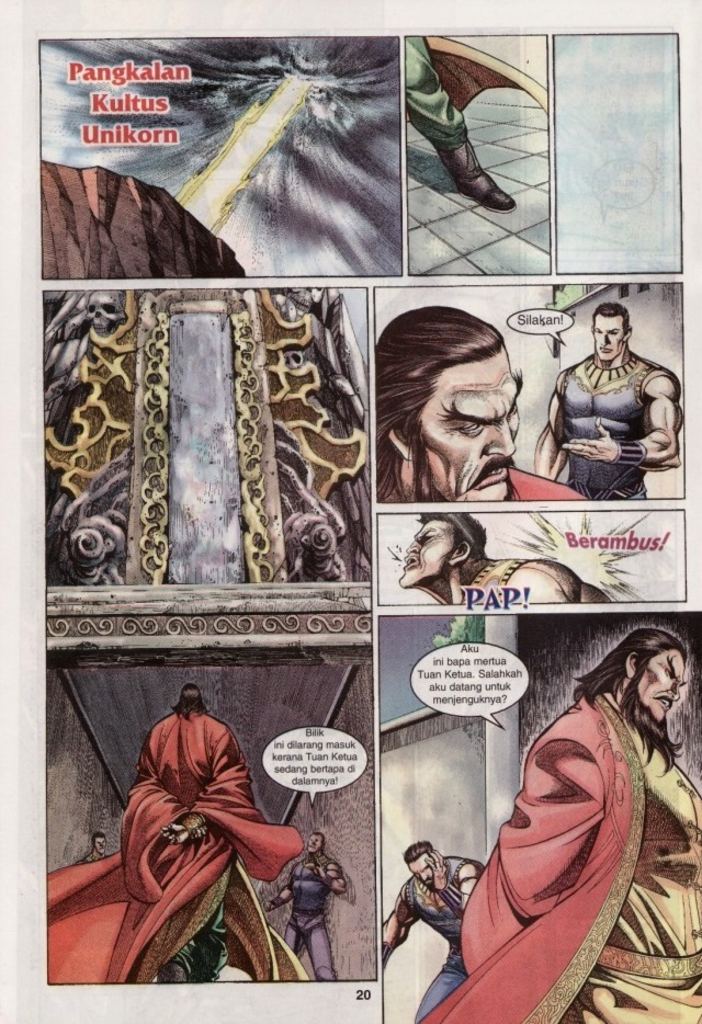 Pangkalan
Kultus
Unikorn
Bilik
ini dilarang masuk
kerana Tuan Ketua
sedang bertapa di
dalamnya!
Silakan!
Berambus!
PAP!
Aku
ini bapa mertua
Tuan Ketua. Salahkah
aku datang untuk
menjenguknya?
20